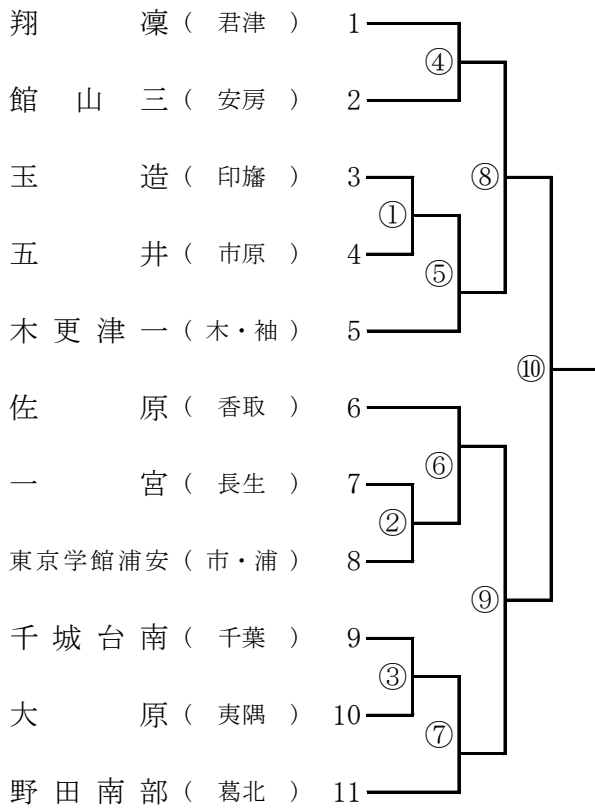 翔凜（君津）1
④
館山三（安房）2
玉造（印旛）3
⑧
①
五井（市原）4
⑤
木更津一（木・袖）5
⑩
佐原（香取）6
⑥
一宮（長生）7
②
東京学館浦安（市・浦）8
⑨
千城台南（千葉）9
③
大原（夷隅）10
⑦
野田南部（葛北）11